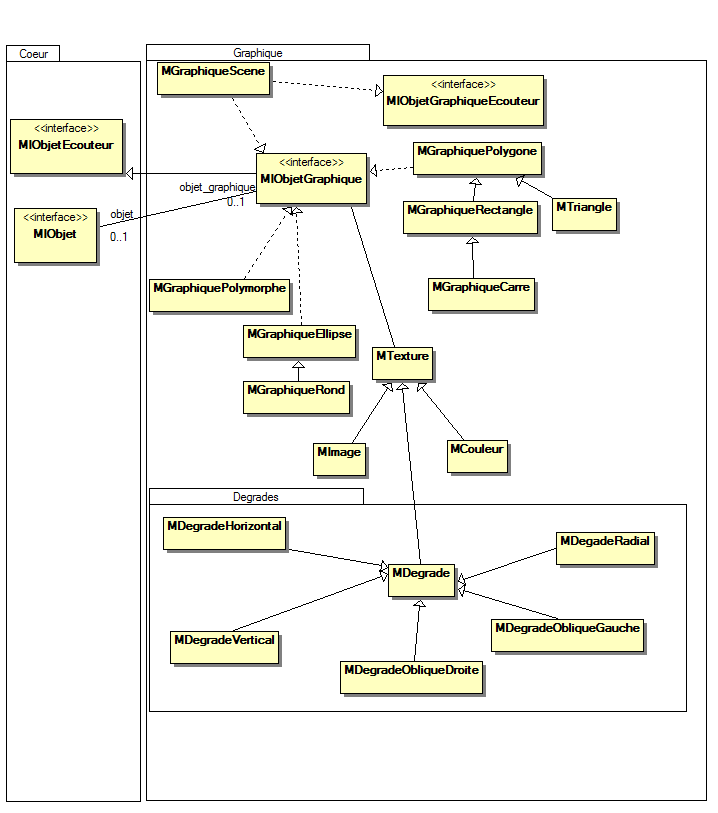 Coeur
Graphique
MGraphiqueScene
<<interface>>
MIObjetGraphiqueEcouteur
<<interface>>
MIObjetEcouteur
MGraphiquePolygone
<<interface>>
MIObjetGraphique
objet_graphique
0..1
MGraphiqueRectangle
MTriangle
<<interface>>
MIObjet
objet
0..1
MGraphiquePolymorphe
MGraphiqueCarre
MGraphiqueEllipse
MTexture
MGraphiqueRond
MImage
MCouleur
Degrades
MDegradeHorizontal
MDegadeRadial
MDegrade
MDegradeVertical
MDegradeObliqueGauche
MDegradeObliqueDroite